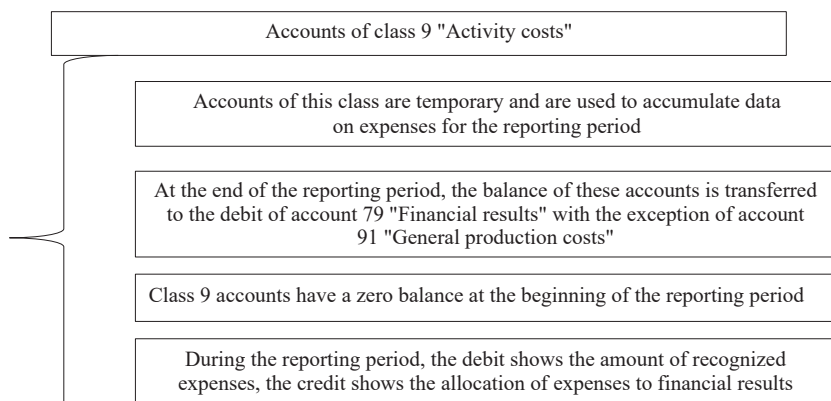 Accounts of class 9 "Activity costs"
Accounts of this class are temporary and are used to accumulate data
on expenses for the reporting period
At the end of the reporting period, the balance of these accounts is transferred
to the debit of account 79 "Financial results" with the exception of account
91 "General production costs"
Class 9 accounts have a zero balance at the beginning of the reporting period
During the reporting period, the debit shows the amount of recognized
expenses, the credit shows the allocation of expenses to financial results